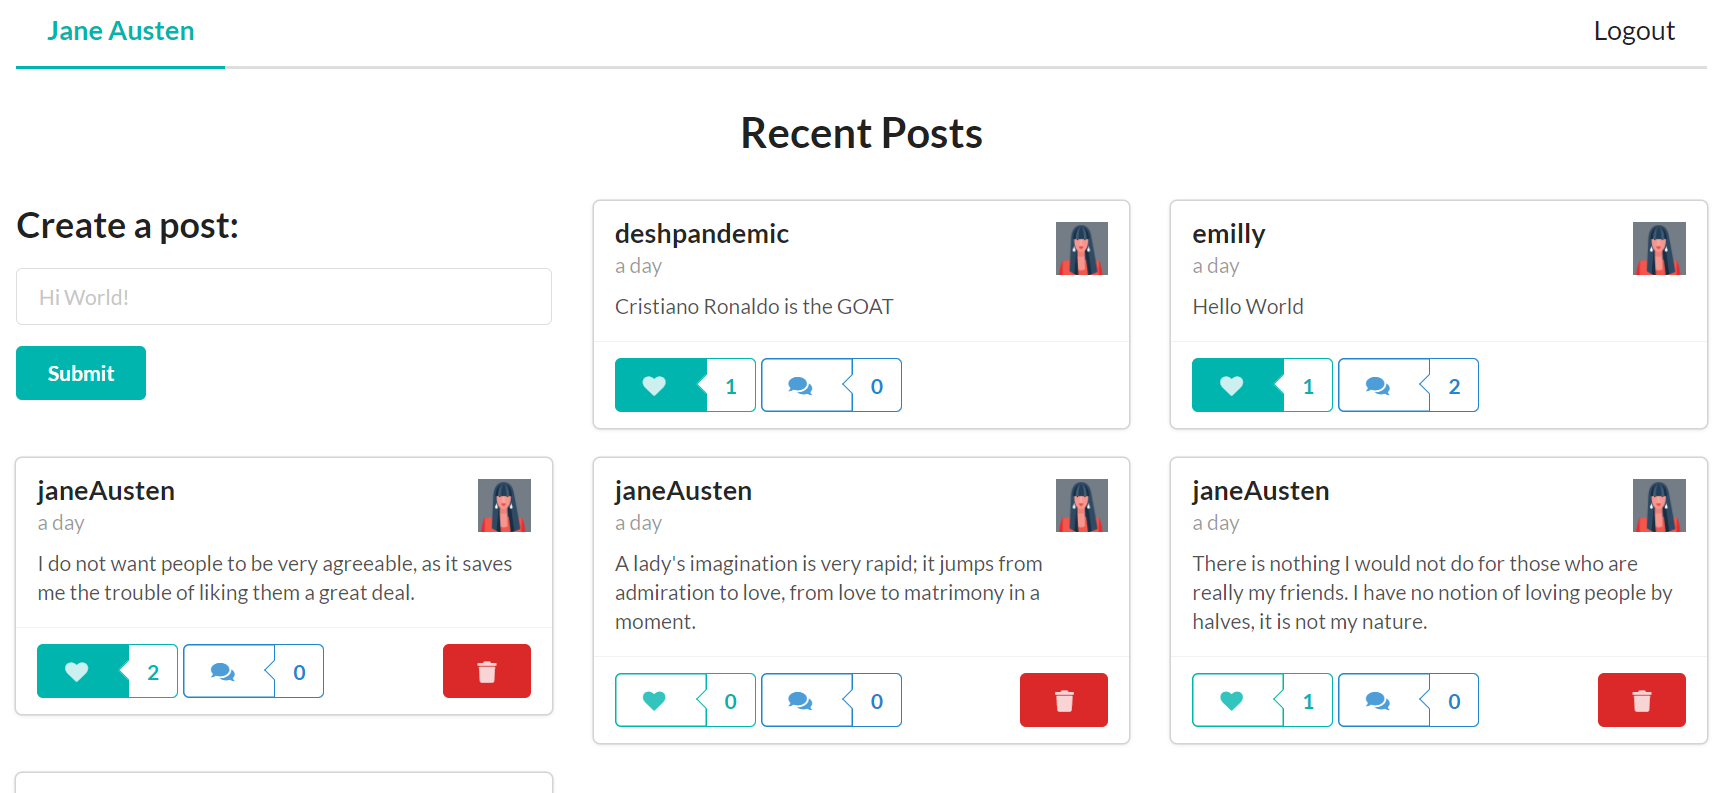 Jane Austen
Logout
Recent Posts
Create a post:
Hi World!
Submit
deshpandemic
a day
Cristiano Ronaldo is the GOAT
1
0
emilly
a day
Hello World
1
2
janeAusten
a day
I do not want people to be very agreeable, as it saves
me the trouble of liking them a great deal.
2
0
janeAusten
a day
A lady's imagination is very rapid; it jumps from
admiration to love, from love to matrimony in a
moment.
0
0
janeAusten
a day
There is nothing I would not do for those who are
really my friends. I have no notion of loving people by
halves, it is not my nature.
1
0